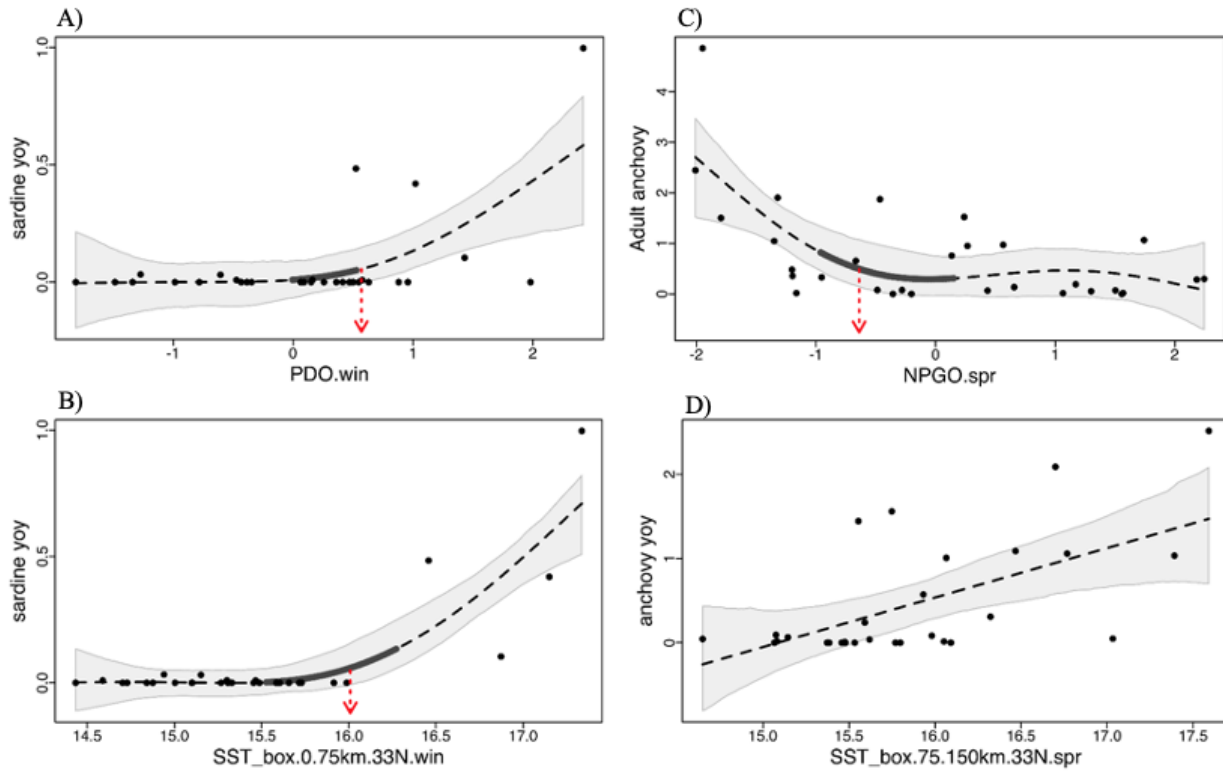 A)
sardine yoy
1.0
0.5
0.0
-1
0
1
2
PDO.win
C)
Adult anchovy
4
3
2
1
0
-2
-1
0
1
2
NPGO.spr
B)
sardine yoy
1.0
0.5
0.0
14.5
15.0
15.5
16.0
16.5
17.0
SST_box.0.75km.33N.win
D)
anchovy yoy
2
1
0
15.0
15.5
16.0
16.5
17.0
17.5
SST_box.75.150km.33N.spr